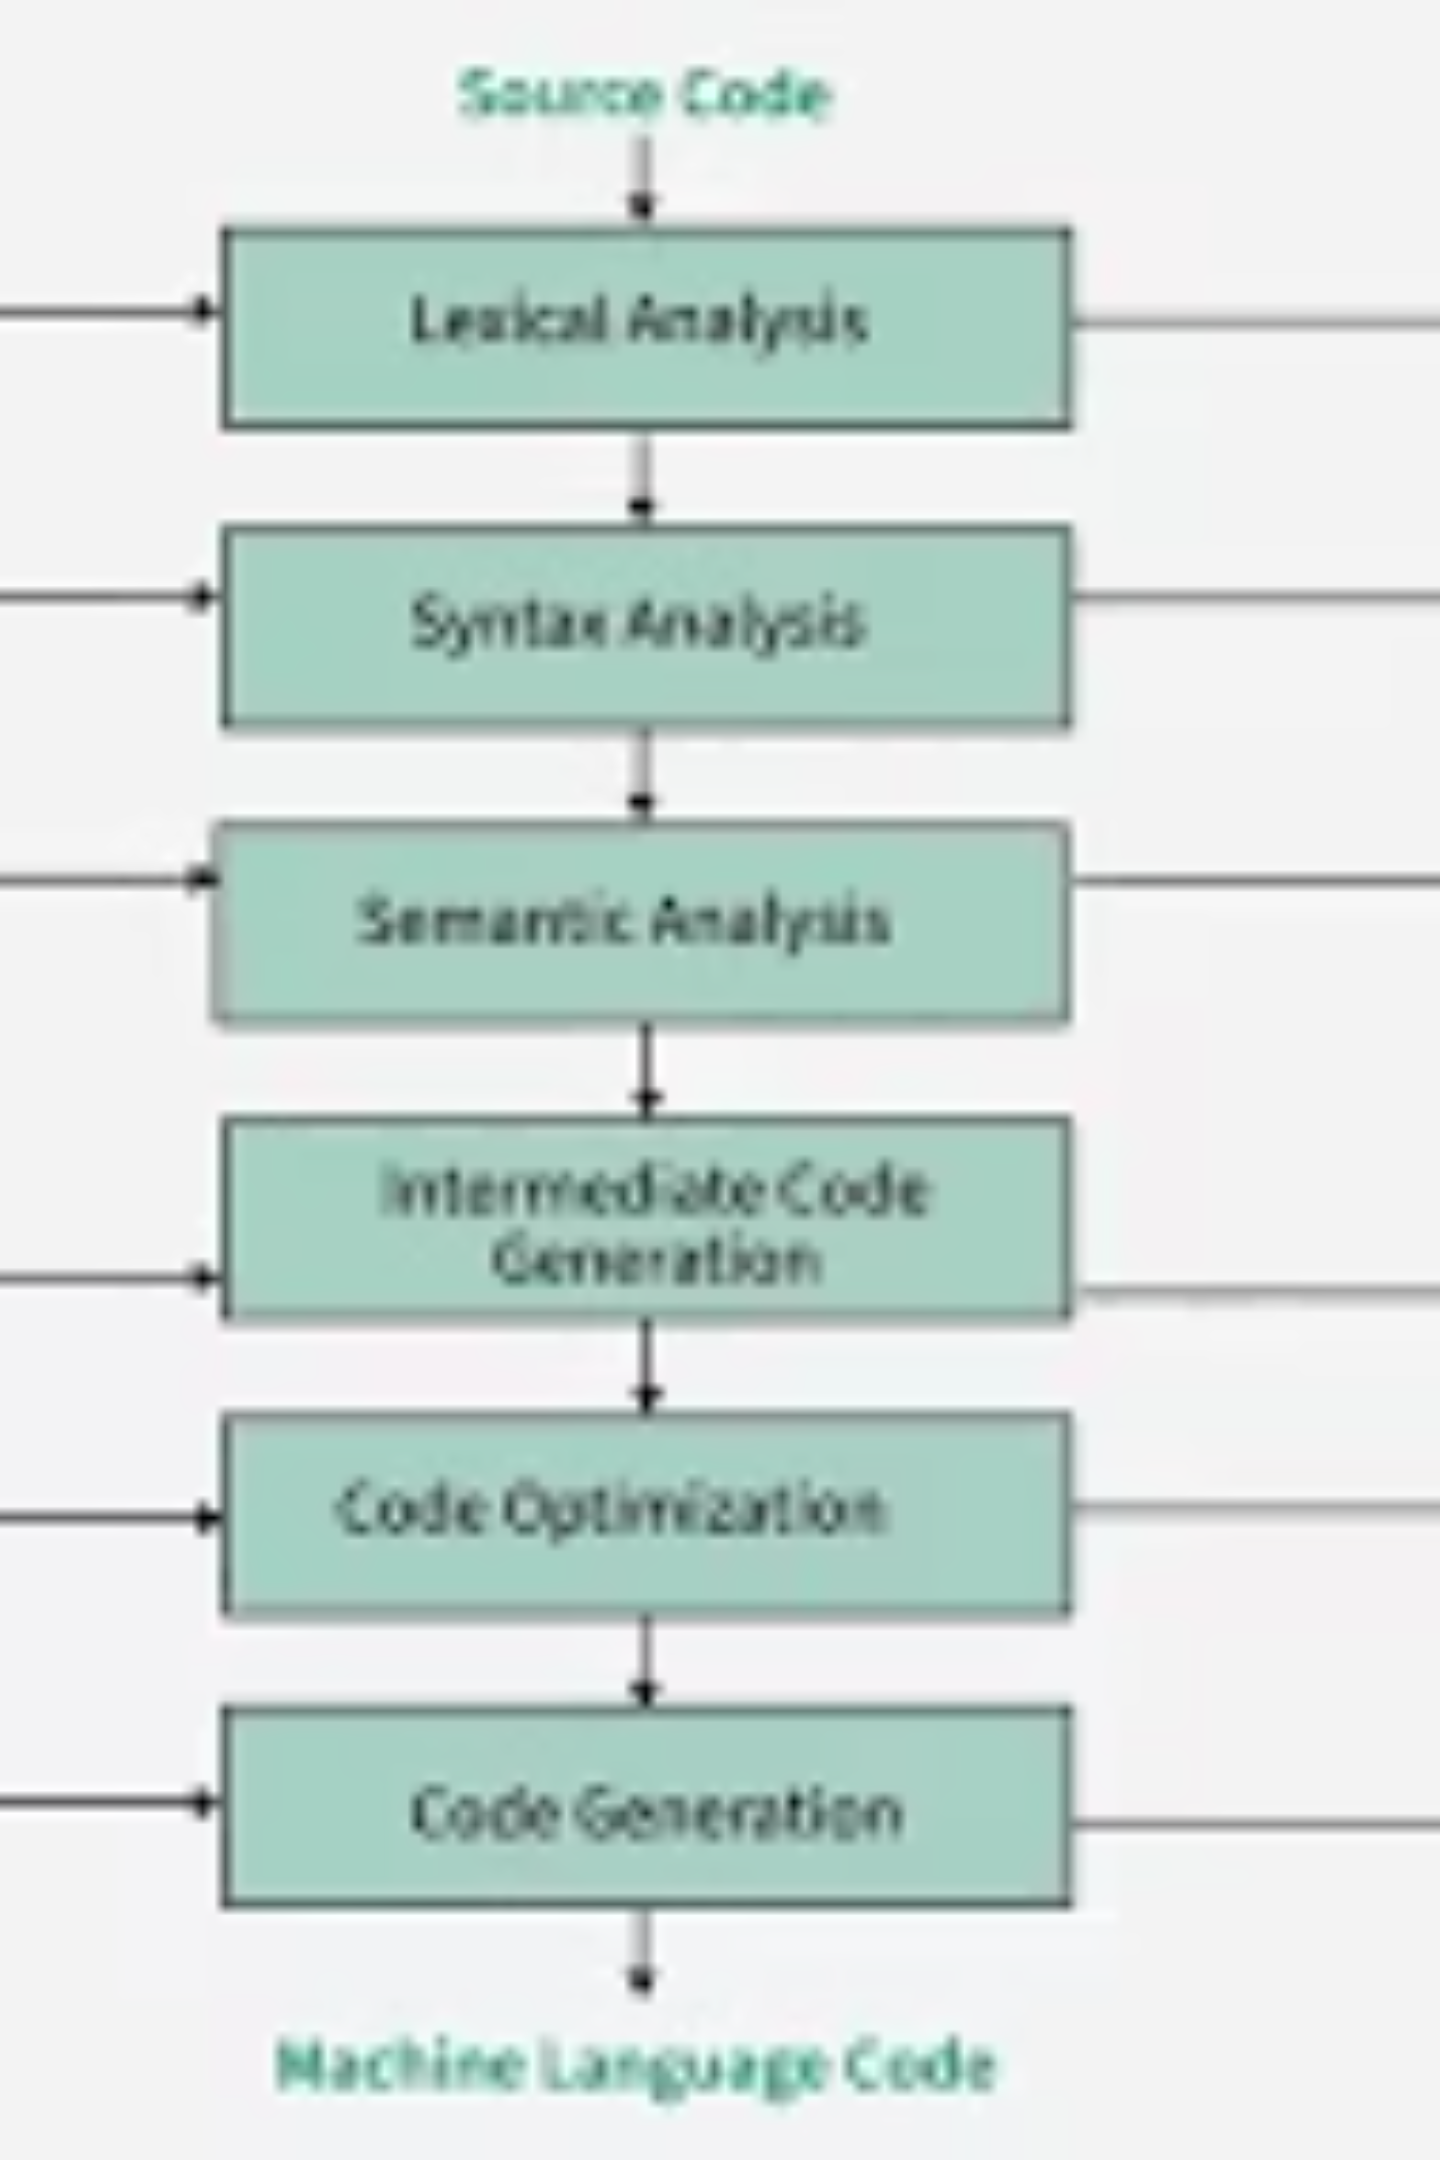 Source Code
Lexical Analysis
Syntax Analysis
Semantic Analysis
Intermediate Code
Generation
Code Optimization
Code Generation
Machine Language Code